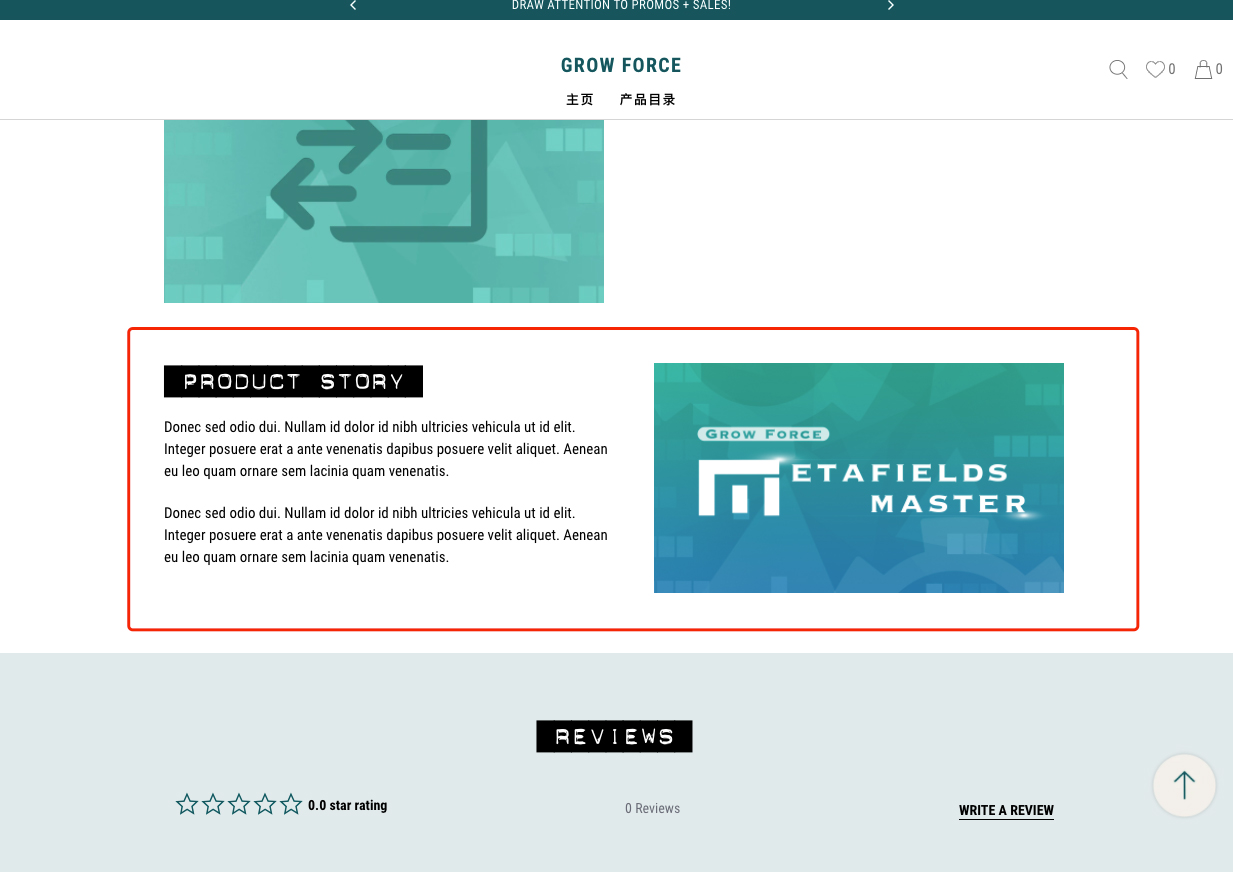 DRAW ATTENTION TO PROMOS + SALES!
GROW FORCE
0
0
主页 产品目录
PRODUCT STORY
Donec sed odio dui. Nullam id dolor id nibh ultricies vehicula ut id elit.
Integer posuere erat a ante venenatis dapibus posuere velit aliquet. Aenean
eu leo quam ornare sem lacinia quam venenatis.
Donec sed odio dui. Nullam id dolor id nibh ultricies vehicula ut id elit.
Integer posuere erat a ante venenatis dapibus posuere velit aliquet. Aenean
eu leo quam ornare sem lacinia quam venenatis.
GROW FORCE
METAFIELDS
MASTER
REVIEWS
0.0 star rating
0 Reviews
WRITE A REVIEW